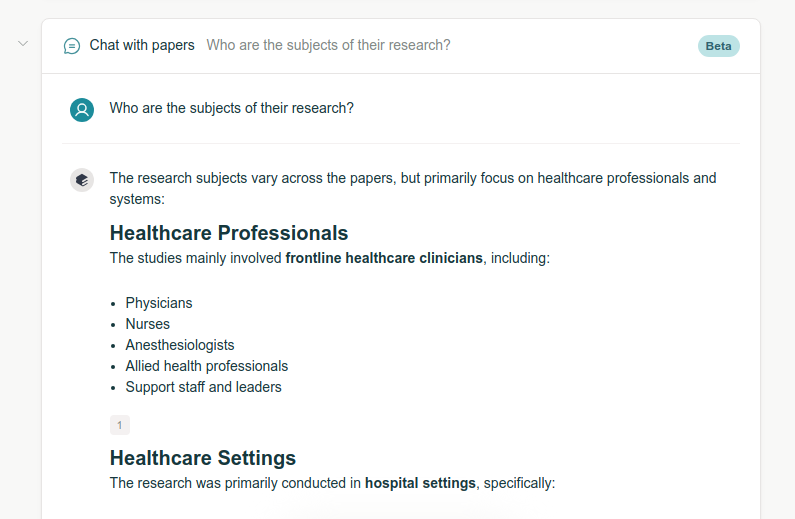 Chat with papers Who are the subjects of their research? Beta
Who are the subjects of their research?
The research subjects vary across the papers, but primarily focus on healthcare professionals and
systems:
Healthcare Professionals
The studies mainly involved frontline healthcare clinicians, including:
• Physicians
• Nurses
• Anesthesiologists
• Allied health professionals
• Support staff and leaders
1
Healthcare Settings
The research was primarily conducted in hospital settings, specifically: